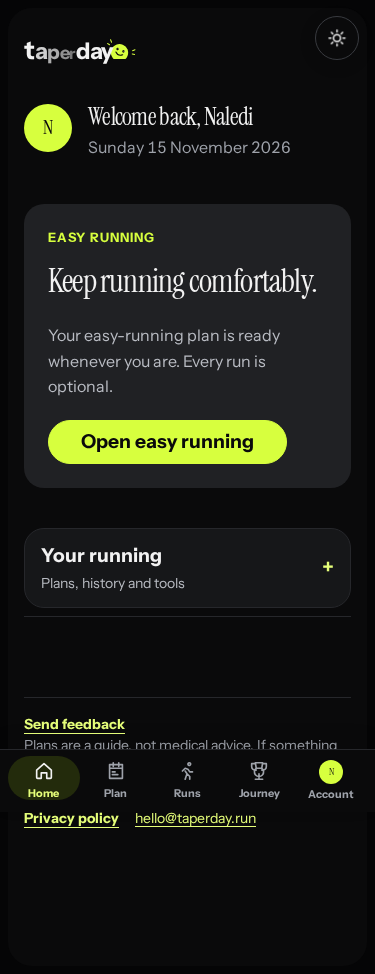 taperday
N
Welcome back, Naledi
Sunday 15 November 2026
EASY RUNNING
Keep running comfortably.
Your easy-running plan is ready
whenever you are. Every run is
optional.
Open easy running
Your running
Plans, history and tools
+
Send feedback
Plans are a guide, not medical advice. If something
N
Home
Plan
Runs
Journey
Account
Privacy policy
hello@taperday.run